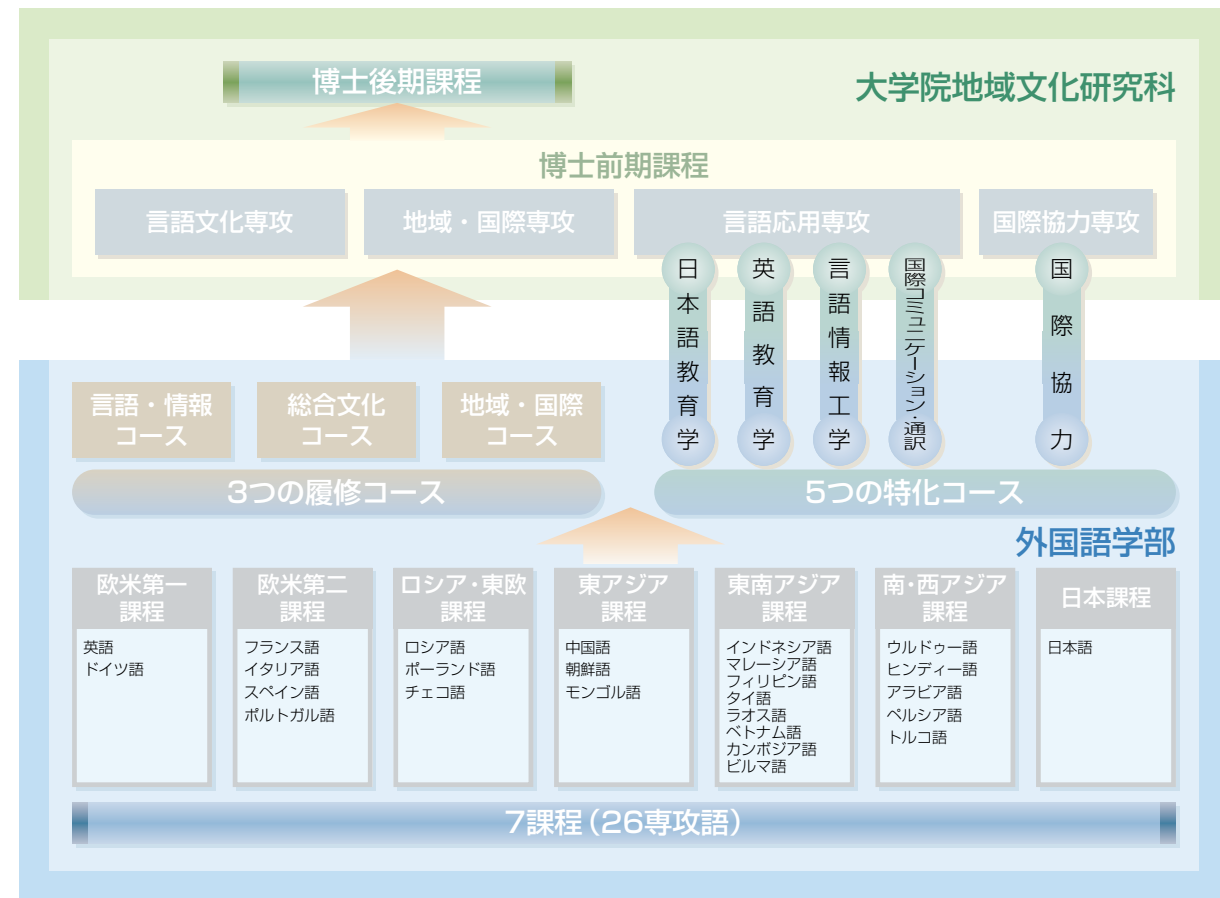 博士後期課程
大学院地域文化研究科
博士前期課程
言語文化専攻
地域・国際専攻
言語応用専攻
国際協力専攻
日本語教育学
英語教育学
言語情報工学
国際コミュニケーション・通訳
国際協力
言語・情報
コース
総合文化
コース
地域・国際
コース
3つの履修コース
5つの特化コース
外国語学部
欧米第一
課程
英語
ドイツ語
欧米第二
課程
フランス語
イタリア語
スペイン語
ポルトガル語
ロシア・東欧
課程
ロシア語
ポーランド語
チェコ語
東アジア
課程
中国語
朝鮮語
モンゴル語
東南アジア
課程
インドネシア語
マレーシア語
フィリピン語
タイ語
ラオス語
ベトナム語
カンボジア語
ビルマ語
南・西アジア
課程
ウルドゥー語
ヒンディー語
アラビア語
ペルシア語
トルコ語
日本課程
日本語
7課程（26専攻語）